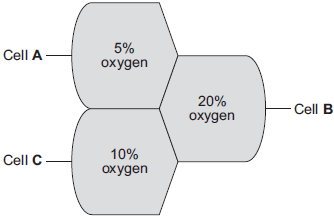 Cell A
5%
oxygen
20%
oxygen
Cell B
Cell C
10%
oxygen